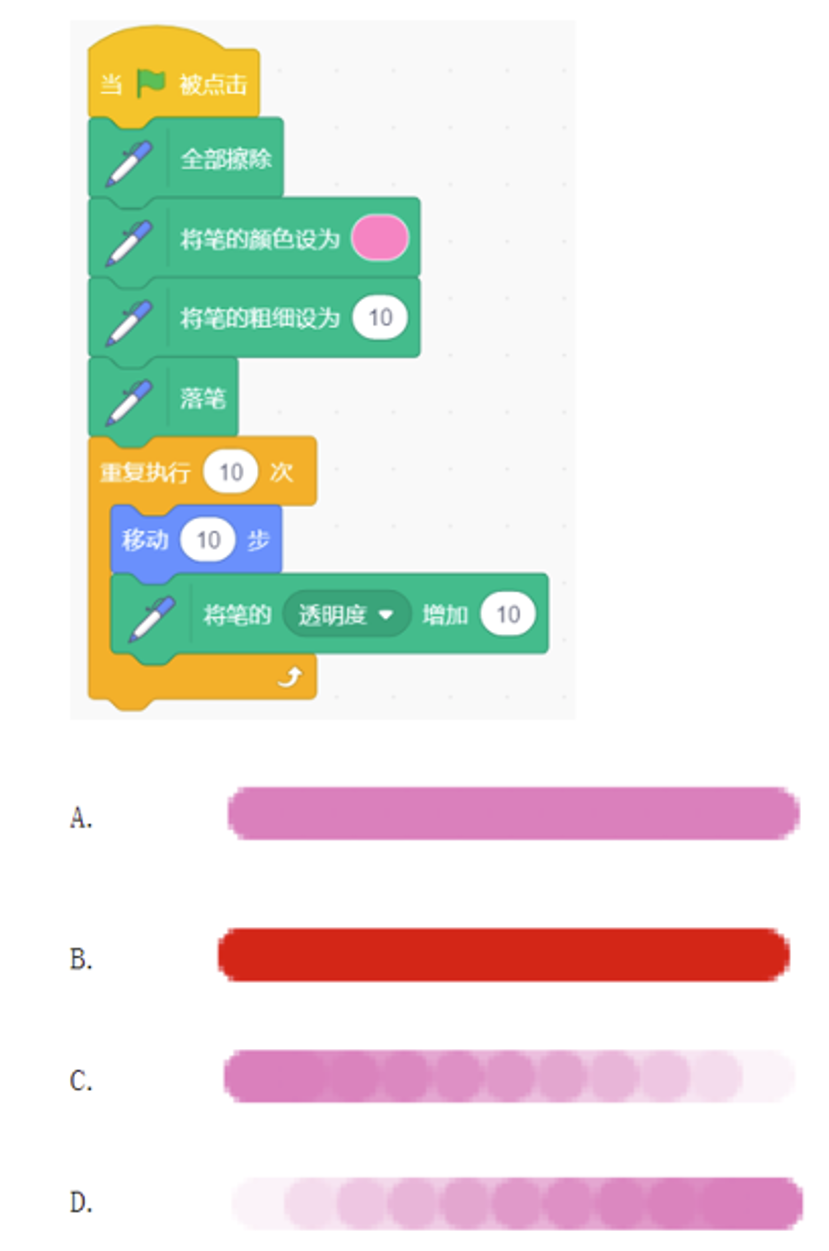 当 被点击
全部擦除
将笔的颜色设为
将笔的粗细设为 10
落笔
重复执行 10 次
移动 10 步
将笔的 透明度 增加 10
A.
B.
C.
D.